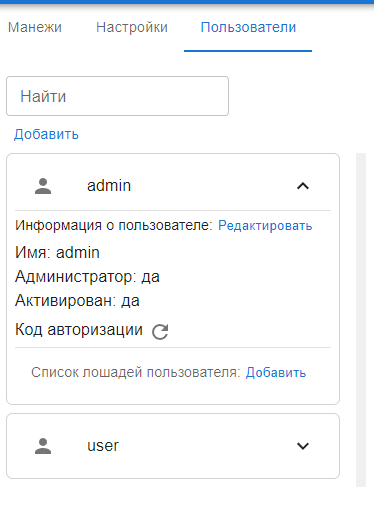 Манежи Настройки Пользователи
Найти
Добавить
admin
Информация о пользователе: Редактировать
Имя: admin
Администратор: да
Активирован: да
Код авторизации
Список лошадей пользователя: Добавить
user